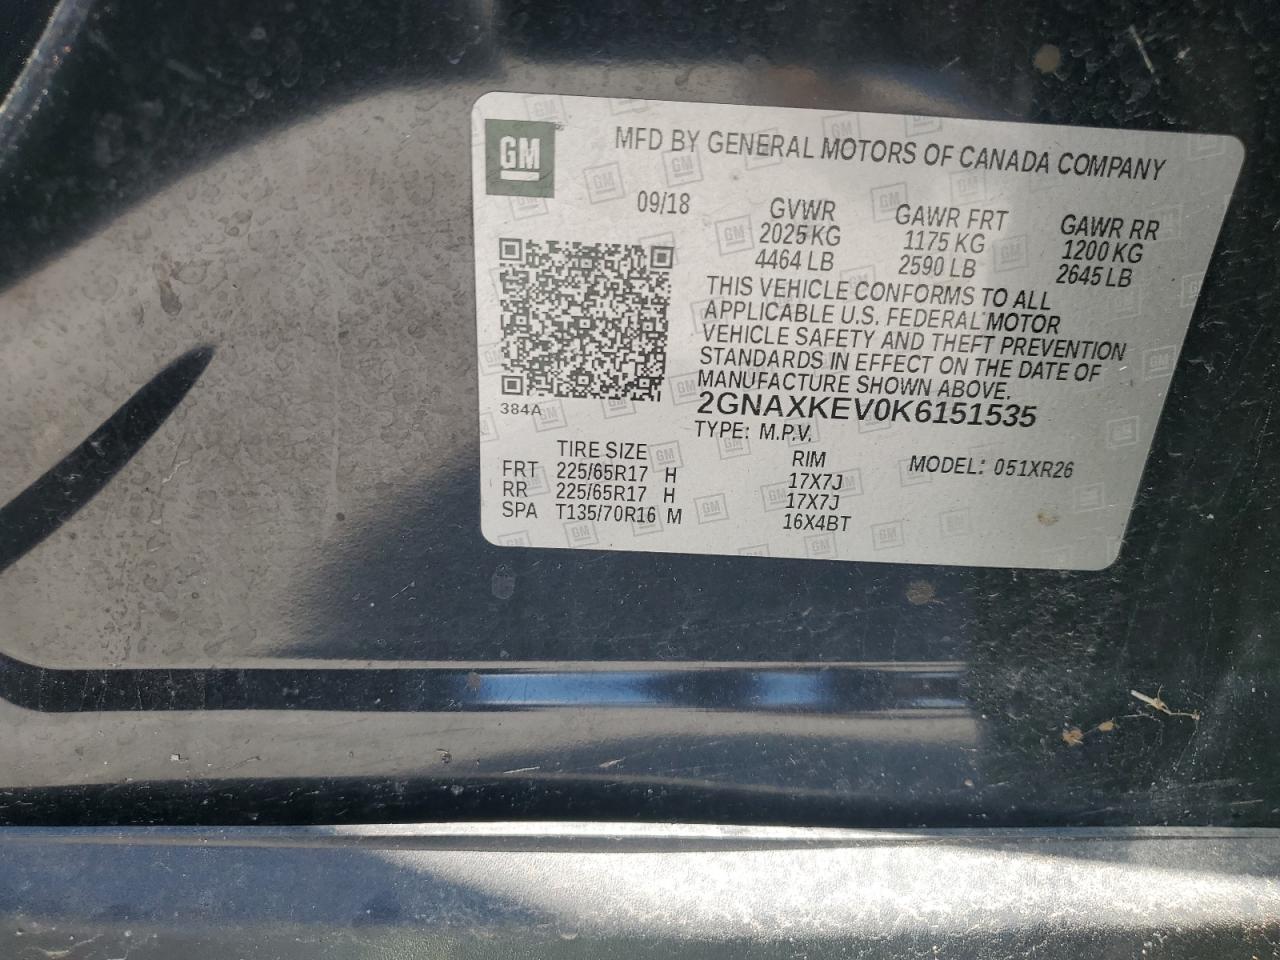 GM
MFD BY GENERAL MOTORS OF CANADA COMPANY
09/18
GVWR GAWR FRT GAWR RR
2025 KG 1175 KG 1200 KG
4464 LB 2590 LB 2645 LB
THIS VEHICLE CONFORMS TO ALL
APPLICABLE U.S. FEDERAL MOTOR
VEHICLE SAFETY AND THEFT PREVENTION
STANDARDS IN EFFECT ON THE DATE OF
MANUFACTURE SHOWN ABOVE.
384A
2GNAXKEV0K6151535
TYPE: M.P.V.
TIRE SIZE RIM MODEL: 051XR26
FRT 225/65R17 H 17X7J
RR 225/65R17 H 17X7J
SPA T135/70R16 M 16X4BT